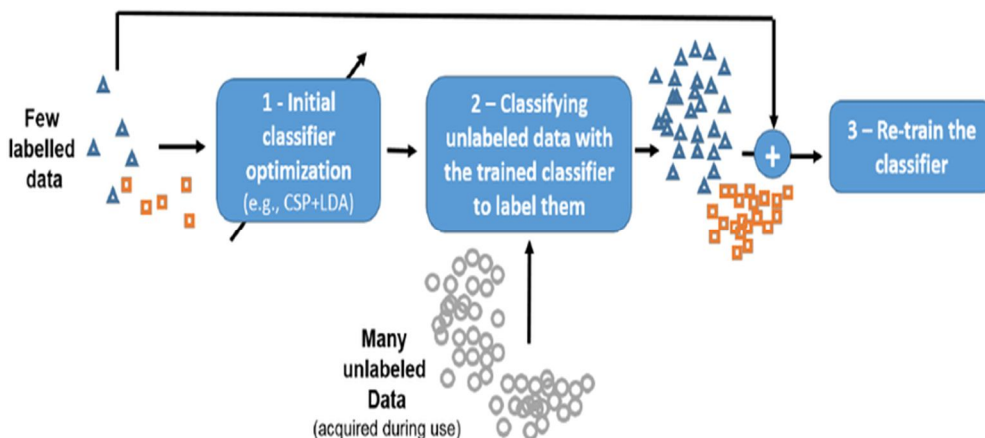 Few
labelled
data
1 - Initial
classifier
optimization
(e.g., CSP+LDA)
2 – Classifying
unlabeled data with
the trained classifier
to label them
+
3 – Re-train the
classifier
Many
unlabeled
Data
(acquired during use)